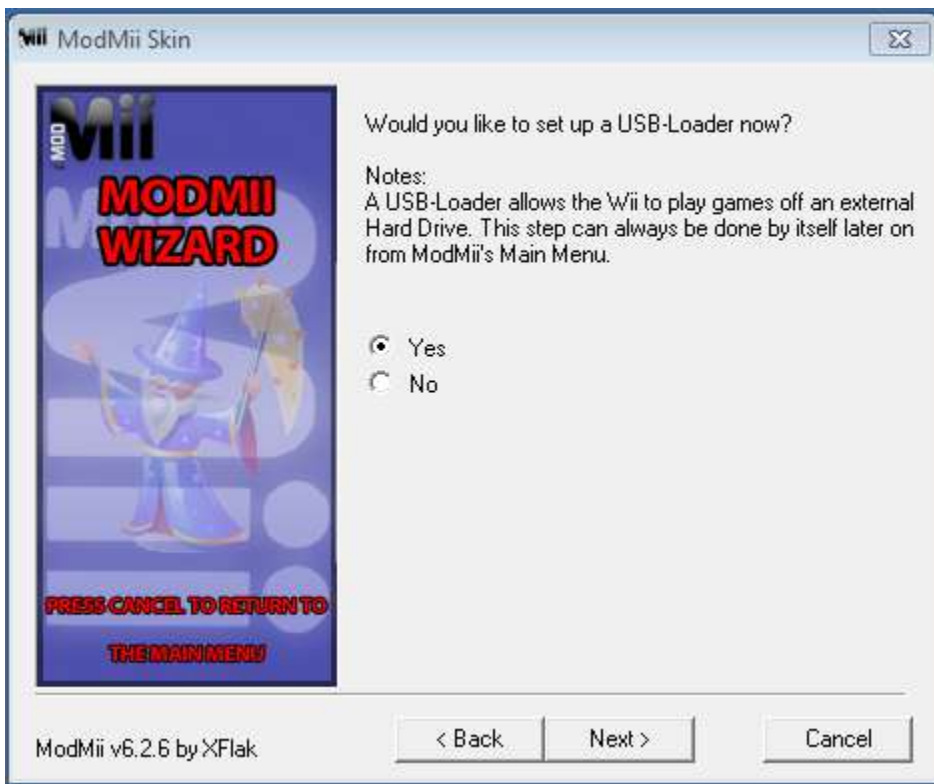 Wii ModMii Skin
MOD Mii
MODMII
WIZARD
PRESS CANCEL TO RETURN TO
THE MAIN MENU
Would you like to set up a USB-Loader now?
Notes:
A USB-Loader allows the Wii to play games off an external
Hard Drive. This step can always be done by itself later on
from ModMii's Main Menu.
Yes
No
ModMii v6.2.6 by XFlak
< Back
Next >
Cancel